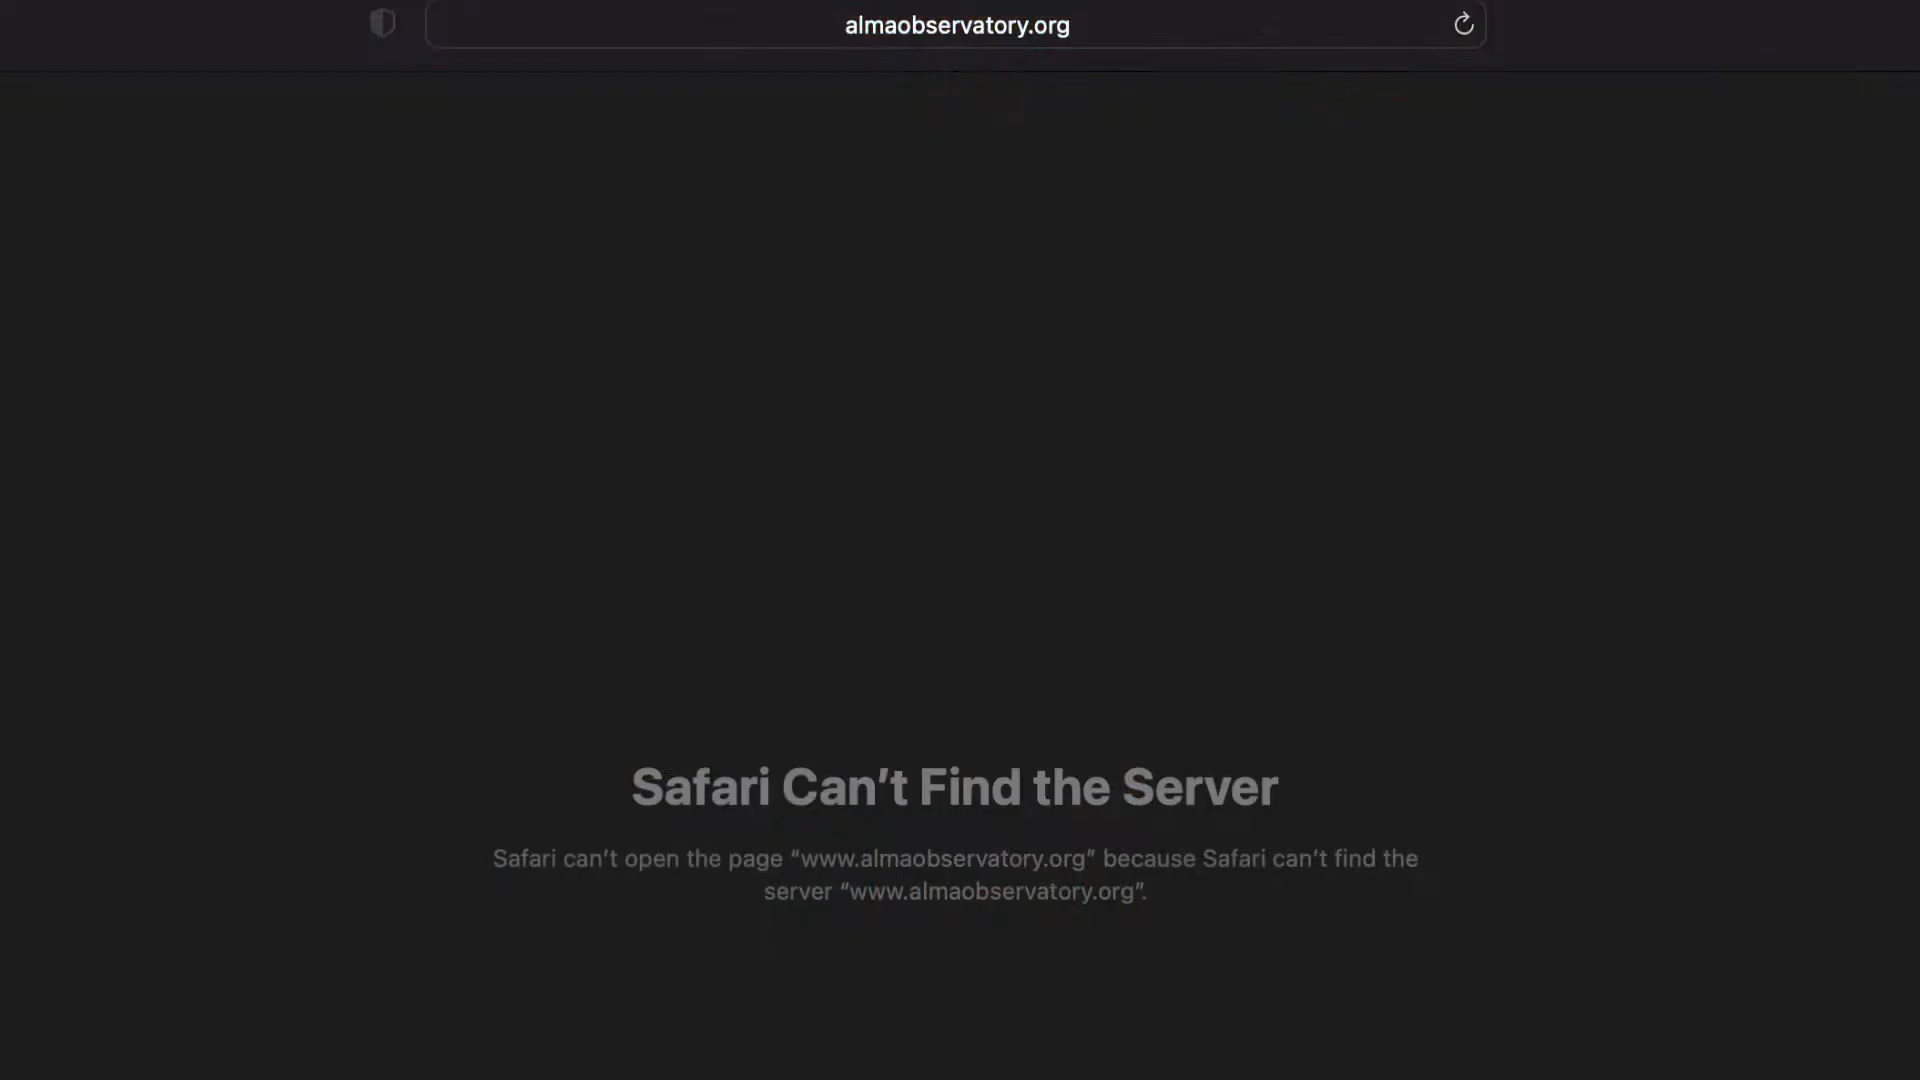 almaobservatory.org
Safari Can’t Find the Server
Safari can’t open the page “www.almaobservatory.org” because Safari can’t find the
server “www.almaobservatory.org”.